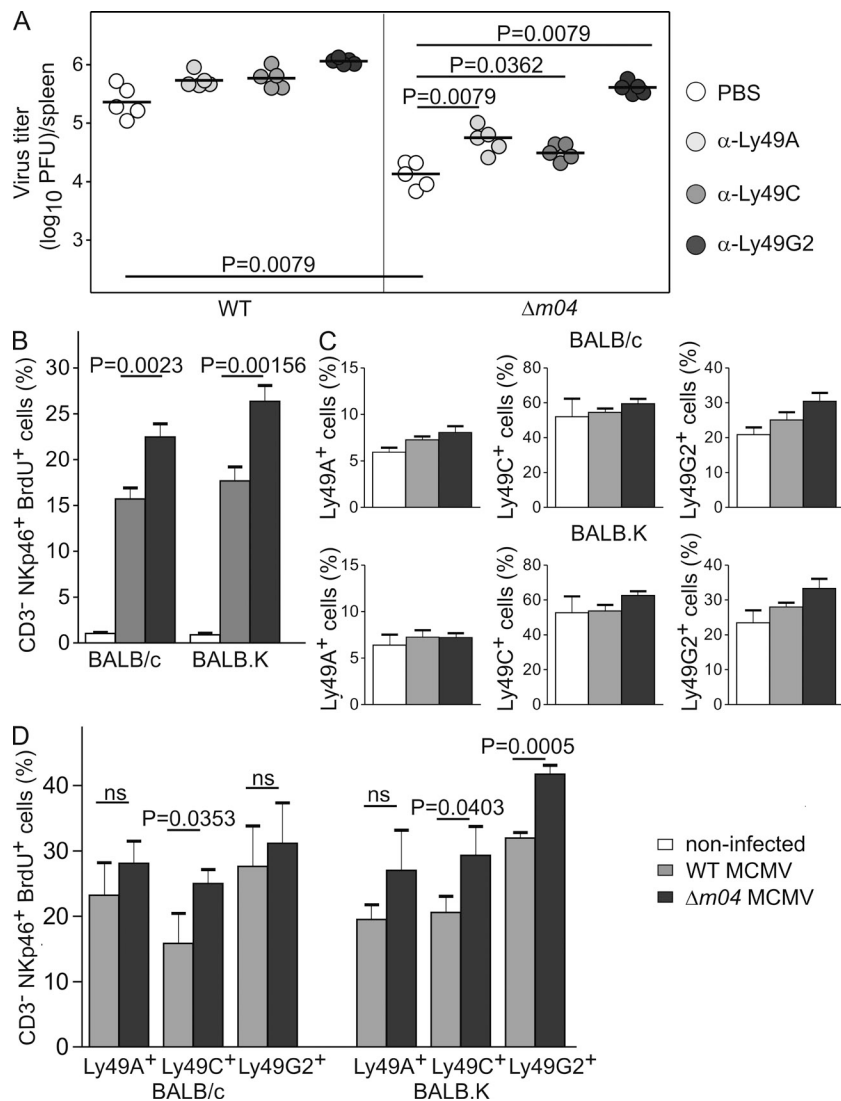 A
Virus titer
(log10 PFU)/spleen
6
5
4
3
P=0.0079
P=0.0362
P=0.0079
P=0.0079
WT
Δm04
PBS
α-Ly49A
α-Ly49C
α-Ly49G2
B
CD3- NKp46+ BrdU+ cells (%)
30
25
20
15
10
5
0
P=0.0023
P=0.00156
BALB/c
BALB.K
C
BALB/c
Ly49A+ cells (%)
15
10
5
0
Ly49C+ cells (%)
80
60
40
20
0
Ly49G2+ cells (%)
40
30
20
10
0
BALB.K
Ly49A+ cells (%)
15
10
5
0
Ly49C+ cells (%)
80
60
40
20
0
Ly49G2+ cells (%)
40
30
20
10
0
D
CD3- NKp46+ BrdU+ cells (%)
40
30
20
10
0
ns
P=0.0353
ns
ns
P=0.0403
P=0.0005
Ly49A+ Ly49C+ Ly49G2+
Ly49A+ Ly49C+ Ly49G2+
BALB/c
BALB.K
non-infected
WT MCMV
Δm04 MCMV